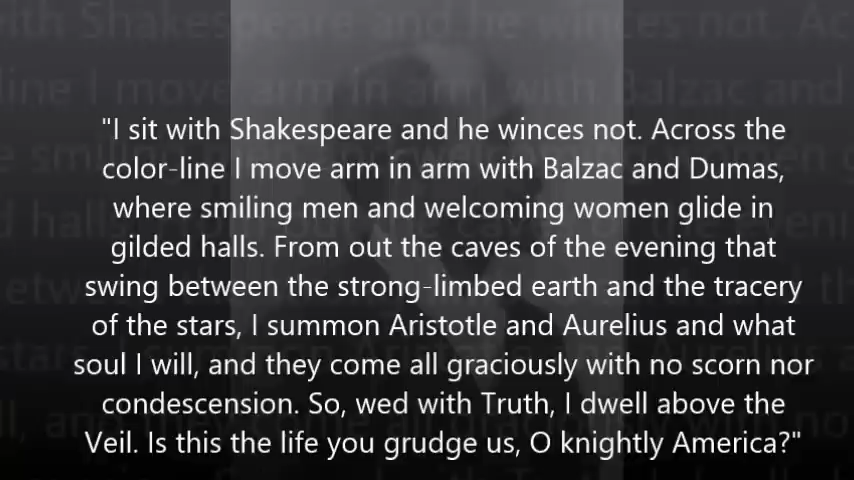 "I sit with Shakespeare and he winces not. Across the
color-line I move arm in arm with Balzac and Dumas,
where smiling men and welcoming women glide in
gilded halls. From out the caves of the evening that
swing between the strong-limbed earth and the tracery
of the stars, I summon Aristotle and Aurelius and what
soul I will, and they come all graciously with no scorn nor
condescension. So, wed with Truth, I dwell above the
Veil. Is this the life you grudge us, O knightly America?"